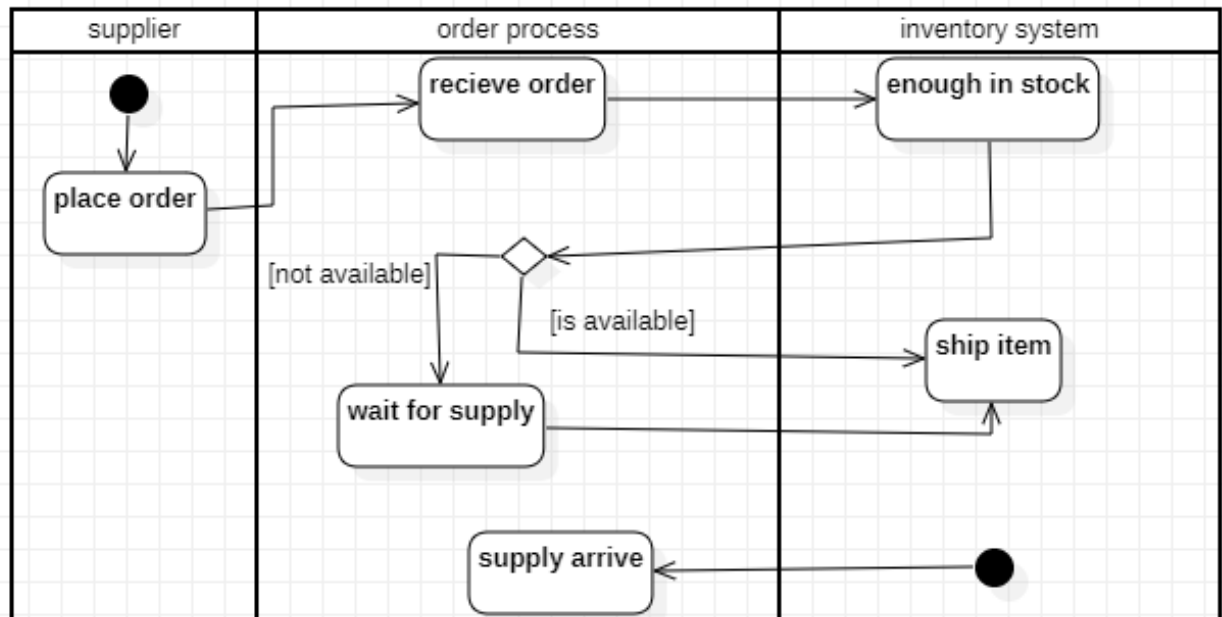 supplier
order process
inventory system
recieve order
enough in stock
place order
[not available]
[is available]
ship item
wait for supply
supply arrive